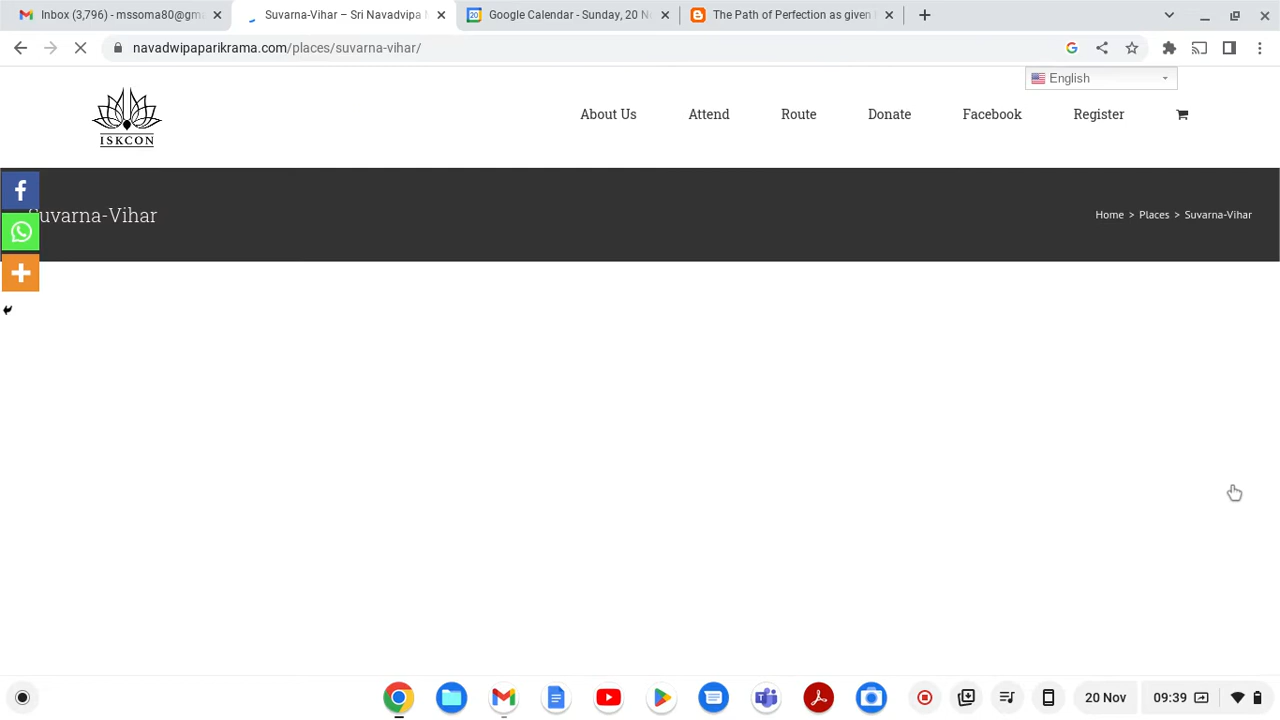 Inbox (3,796) - mssoma80@gma
Suvarna-Vihar – Sri Navadvipa
Google Calendar - Sunday, 20 N
The Path of Perfection as given
navadwipaparikrama.com/places/suvarna-vihar/
English
ISKCON
About Us
Attend
Route
Donate
Facebook
Register
Suvarna-Vihar
Home > Places > Suvarna-Vihar
20 Nov
09:39